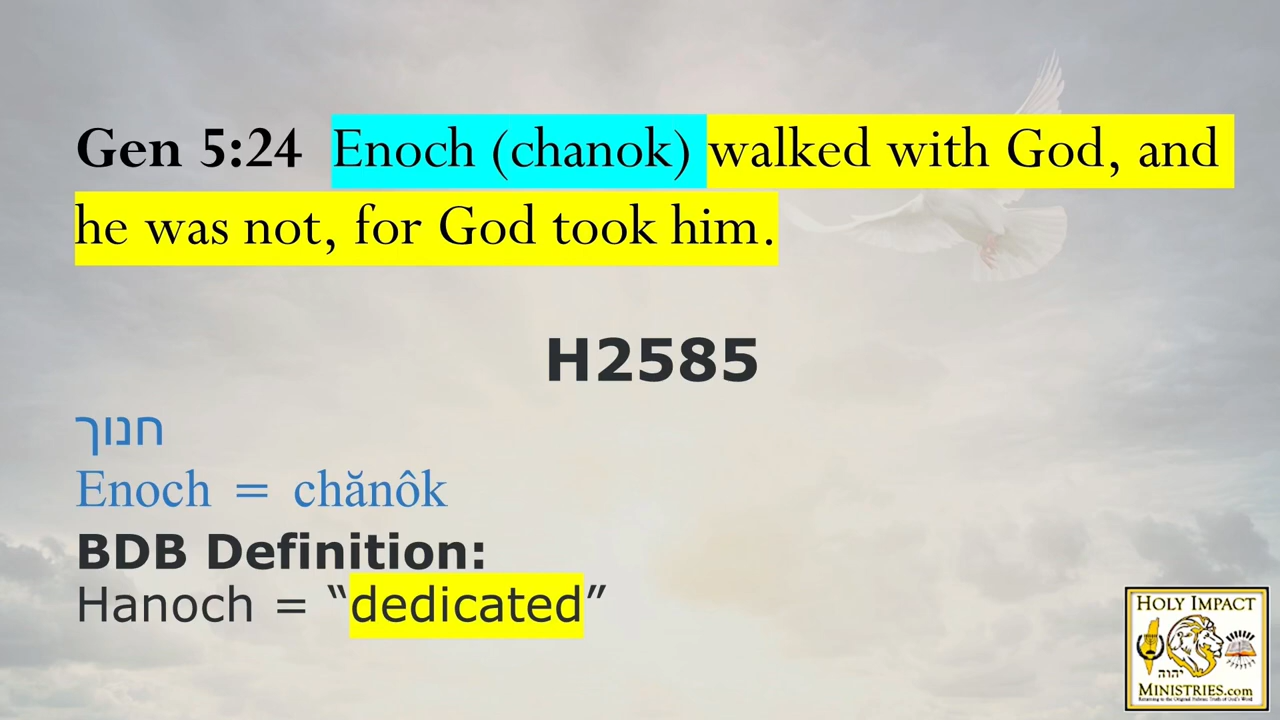 Gen 5:24 Enoch (chanok) walked with God, and
he was not, for God took him.
H2585
חנוך
Enoch = chănôk
BDB Definition:
Hanoch = “dedicated”
HOLY IMPACT
יהוה
MINISTRIES.com